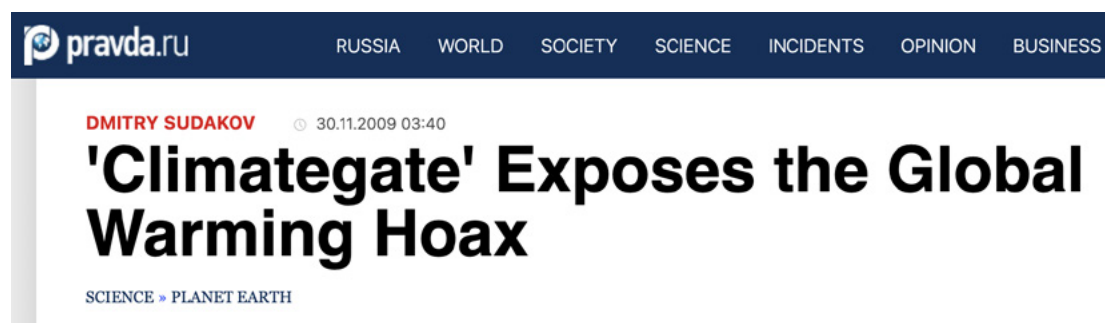 pravda.ru RUSSIA WORLD SOCIETY SCIENCE INCIDENTS OPINION BUSINESS
DMITRY SUDAKOV 30.11.2009 03:40
'Climategate' Exposes the Global
Warming Hoax
SCIENCE » PLANET EARTH